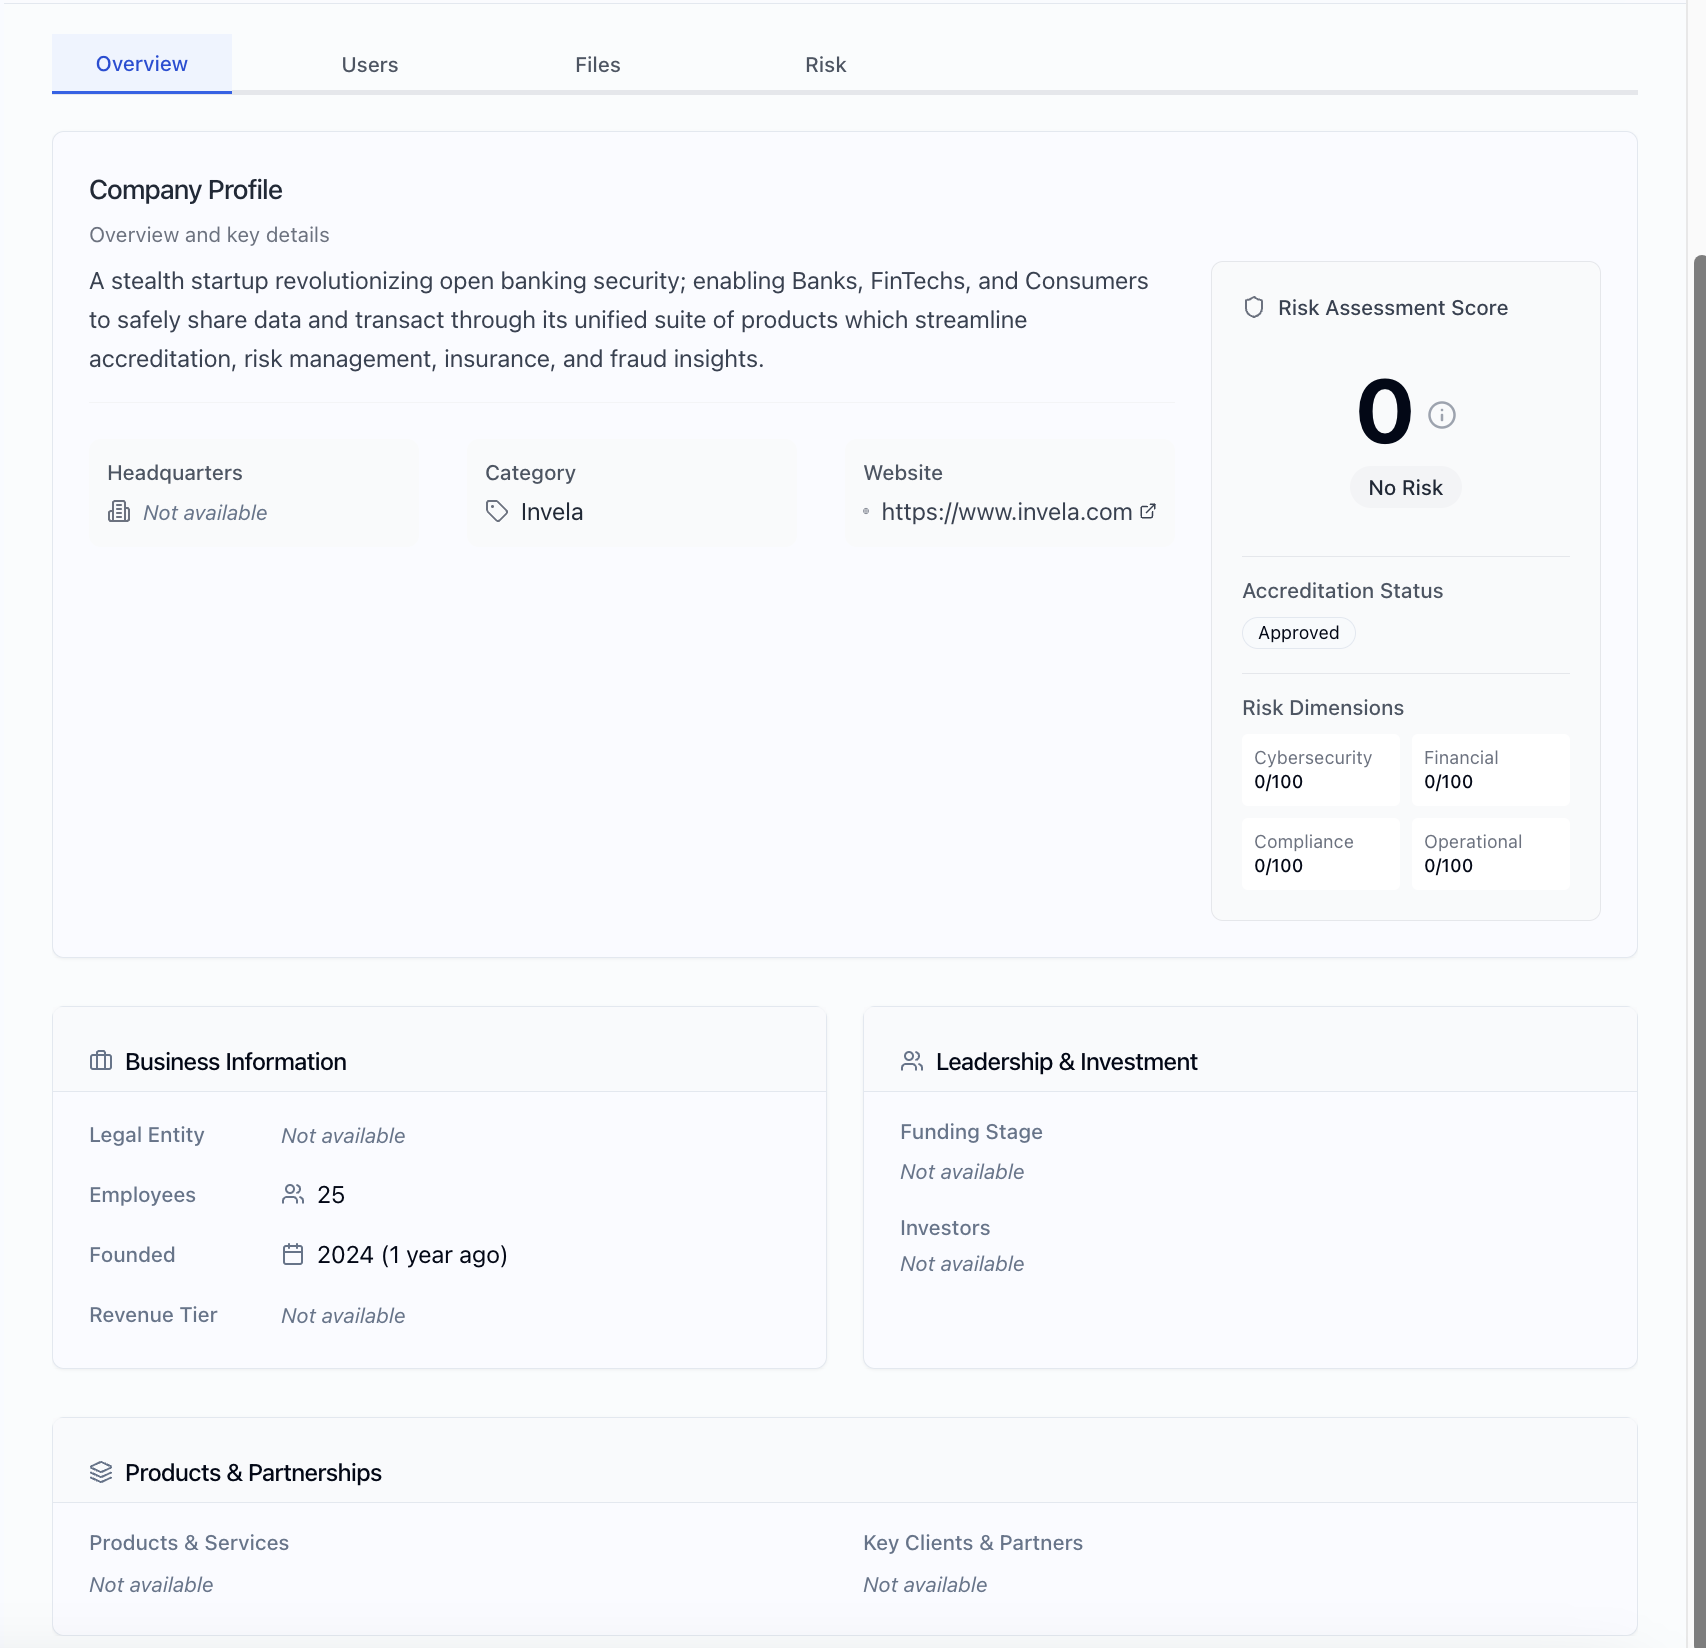 Overview
Users
Files
Risk
Company Profile
Overview and key details
A stealth startup revolutionizing open banking security; enabling Banks, FinTechs, and Consumers
to safely share data and transact through its unified suite of products which streamline
accreditation, risk management, insurance, and fraud insights.
Headquarters
Not available
Category
Invela
Website
https://www.invela.com
Risk Assessment Score
0
No Risk
Accreditation Status
Approved
Risk Dimensions
Cybersecurity
0/100
Financial
0/100
Compliance
0/100
Operational
0/100
Business Information
Legal Entity
Not available
Employees
25
Founded
2024 (1 year ago)
Revenue Tier
Not available
Leadership & Investment
Funding Stage
Not available
Investors
Not available
Products & Partnerships
Products & Services
Not available
Key Clients & Partners
Not available